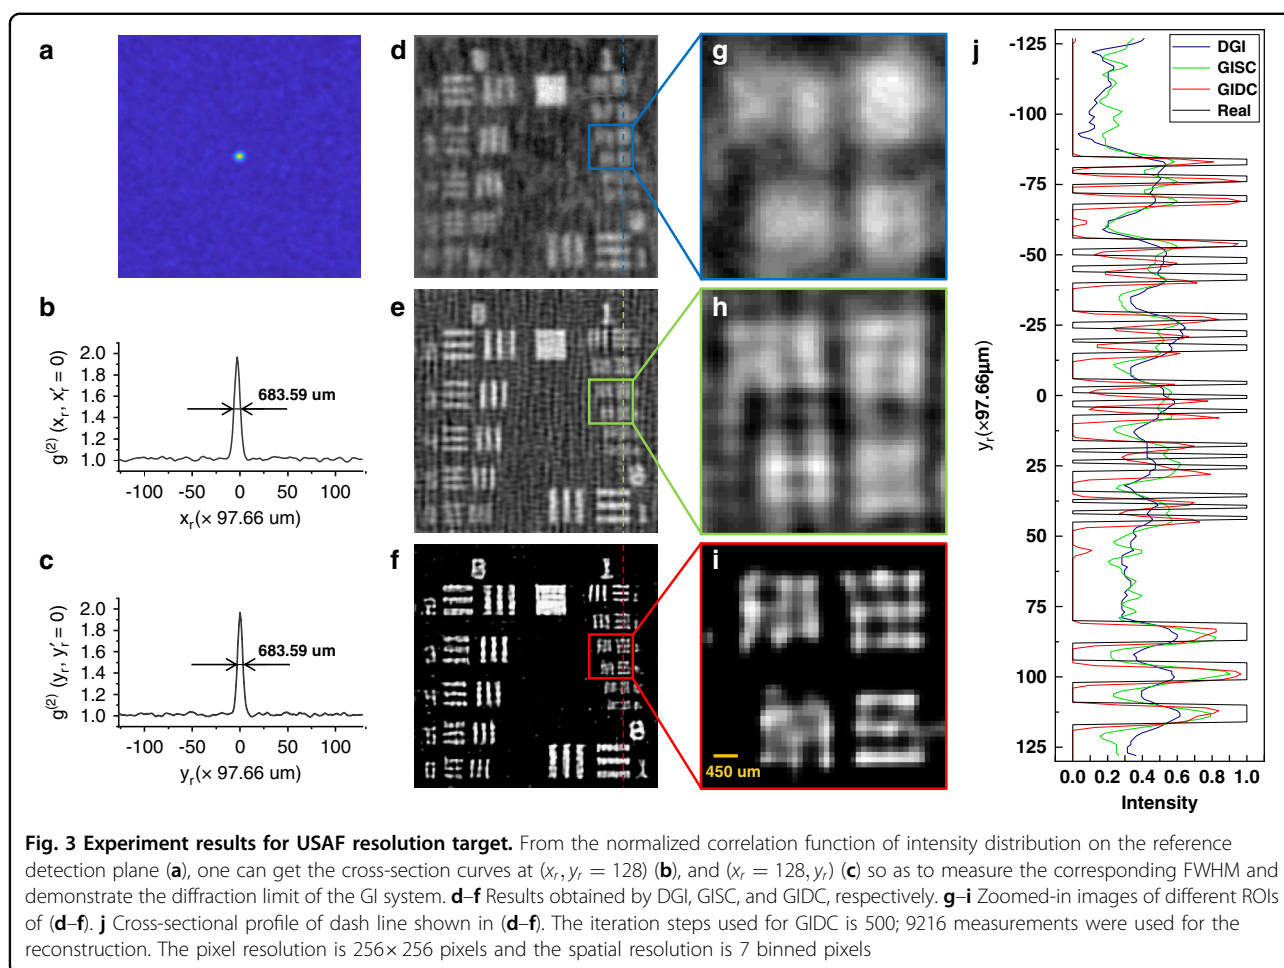 a
b
g(2) (xr, x′r = 0)
2.0
1.8
1.6
1.4
1.2
1.0
683.59 um
-100 -50 0 50 100
xr(× 97.66 um)
c
g(2) (yr, y′r = 0)
2.0
1.8
1.6
1.4
1.2
1.0
683.59 um
-100 -50 0 50 100
yr(× 97.66 um)
d
1
e
1
f
1
1
g
h
i
450 um
j
DGI
GISC
GIDC
Real
yr(×97.66μm)
-125
-100
-75
-50
-25
0
25
50
75
100
125
0.0 0.2 0.4 0.6 0.8 1.0
Intensity
Fig. 3 Experiment results for USAF resolution target. From the normalized correlation function of intensity distribution on the reference
detection plane (a), one can get the cross-section curves at (xr, yr = 128) (b), and (xr = 128, yr) (c) so as to measure the corresponding FWHM and
demonstrate the diffraction limit of the GI system. d–f Results obtained by DGI, GISC, and GIDC, respectively. g–i Zoomed-in images of different ROIs
of (d–f). j Cross-sectional profile of dash line shown in (d–f). The iteration steps used for GIDC is 500; 9216 measurements were used for the
reconstruction. The pixel resolution is 256× 256 pixels and the spatial resolution is 7 binned pixels